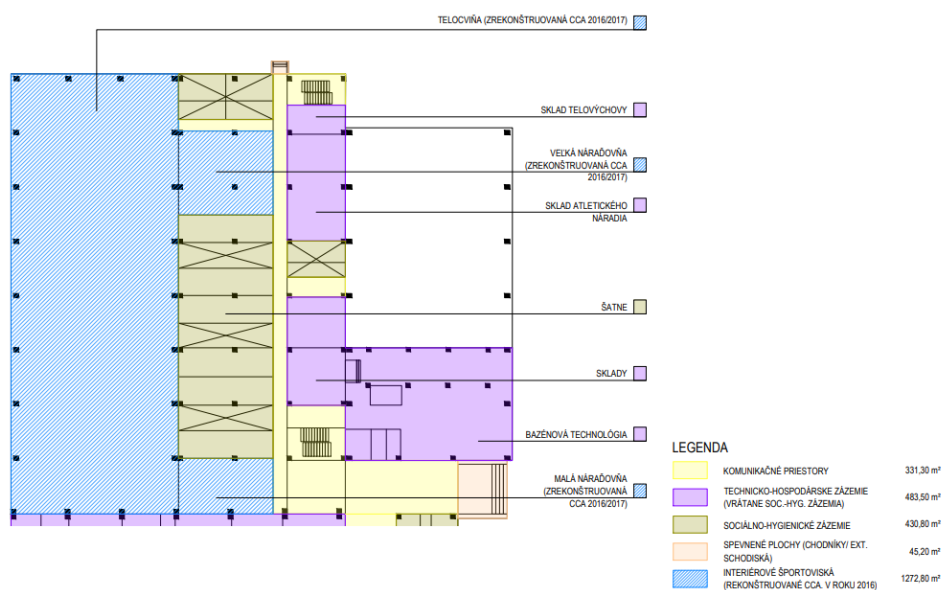 TELOCVIŇA (ZREKONŠTRUOVANÁ CCA 2016/2017)
SKLAD TELOVÝCHOVY
VEĽKÁ NÁRAĎOVŇA
(ZREKONŠTRUOVANÁ CCA
2016/2017)
SKLAD ATLETICKÉHO
NÁRADIA
ŠATNE
SKLADY
BAZÉNOVÁ TECHNOLÓGIA
MALÁ NÁRAĎOVŇA
(ZREKONŠTRUOVANÁ
CCA 2016/2017)
LEGENDA
KOMUNIKAČNÉ PRIESTORY 331,30 m²
TECHNICKO-HOSPODÁRSKE ZÁZEMIE
(VRÁTANE SOC.-HYG. ZÁZEMIA) 483,50 m²
SOCIÁLNO-HYGIENICKÉ ZÁZEMIE 430,80 m²
SPEVNENÉ PLOCHY (CHODNÍKY/ EXT.
SCHODISKÁ) 45,20 m²
INTERIÉROVÉ ŠPORTOVISKÁ
(REKONŠTRUOVANÉ CCA. V ROKU 2016) 1272,80 m²